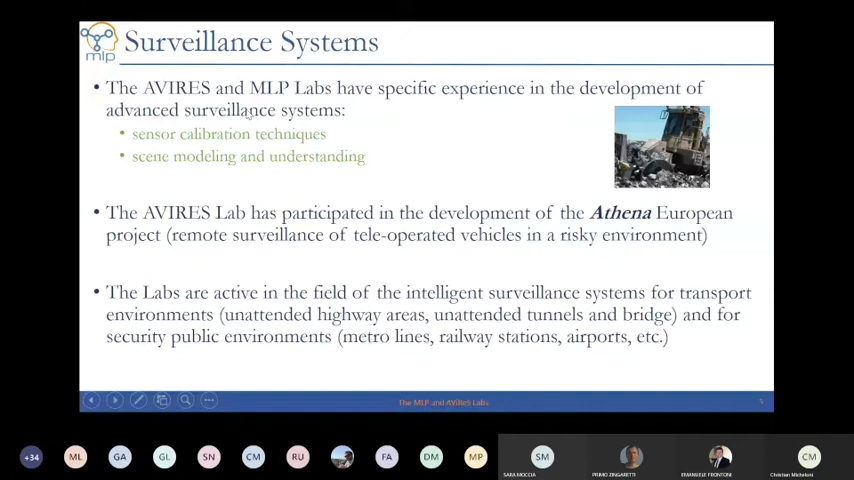 mlp
Surveillance Systems
• The AVIRES and MLP Labs have specific experience in the development of
advanced surveillance systems:
• sensor calibration techniques
• scene modeling and understanding
• The AVIRES Lab has participated in the development of the Athena European
project (remote surveillance of tele-operated vehicles in a risky environment)
• The Labs are active in the field of the intelligent surveillance systems for transport
environments (unattended highway areas, unattended tunnels and bridge) and for
security public environments (metro lines, railway stations, airports, etc.)
The MLP and AVIReS Labs
5
+34 ML GA GL SN CM RU FA DM MP SM CM
SARA MOCCIA PRIMO ZINGARETTI EMANUELE FRONTONI Christian Micheloni